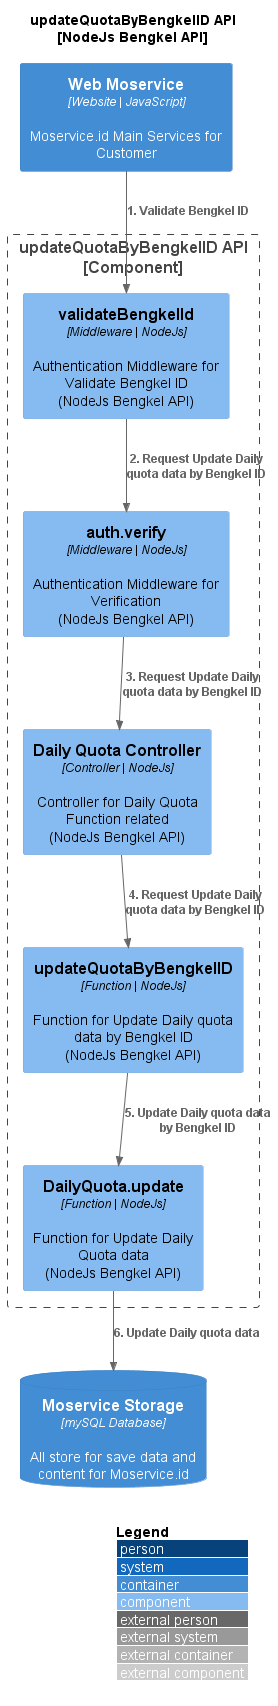 updateQuotaByBengkelID API
[NodeJs Bengkel API]
Web Moservice
[Website | JavaScript]
Moservice.id Main Services for
Customer
1. Validate Bengkel ID
updateQuotaByBengkelID API
[Component]
validateBengkelId
[Middleware | NodeJs]
Authentication Middleware for
Validate Bengkel ID
(NodeJs Bengkel API)
2. Request Update Daily
quota data by Bengkel ID
auth.verify
[Middleware | NodeJs]
Authentication Middleware for
Verification
(NodeJs Bengkel API)
3. Request Update Daily
quota data by Bengkel ID
Daily Quota Controller
[Controller | NodeJs]
Controller for Daily Quota
Function related
(NodeJs Bengkel API)
4. Request Update Daily
quota data by Bengkel ID
updateQuotaByBengkelID
[Function | NodeJs]
Function for Update Daily quota
data by Bengkel ID
(NodeJs Bengkel API)
5. Update Daily quota data
by Bengkel ID
DailyQuota.update
[Function | NodeJs]
Function for Update Daily
Quota data
(NodeJs Bengkel API)
6. Update Daily quota data
Moservice Storage
[mySQL Database]
All store for save data and
content for Moservice.id
Legend
person
system
container
component
external person
external system
external container
external component